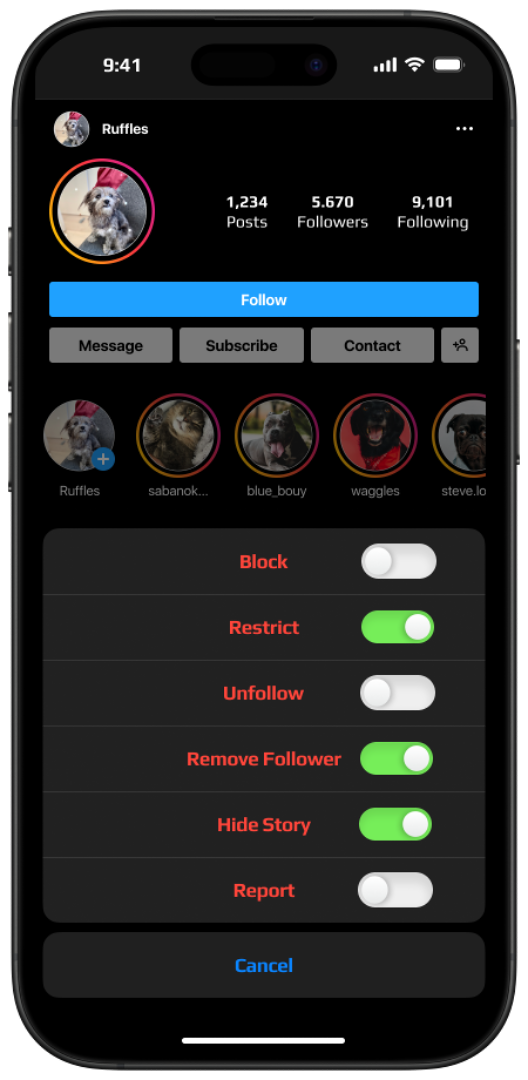 9:41
Ruffles
1,234 5.670 9,101
Posts Followers Following
Follow
Message Subscribe Contact
Ruffles sabanok... blue_bouy waggles steve.lo
Block
Restrict
Unfollow
Remove Follower
Hide Story
Report
Cancel